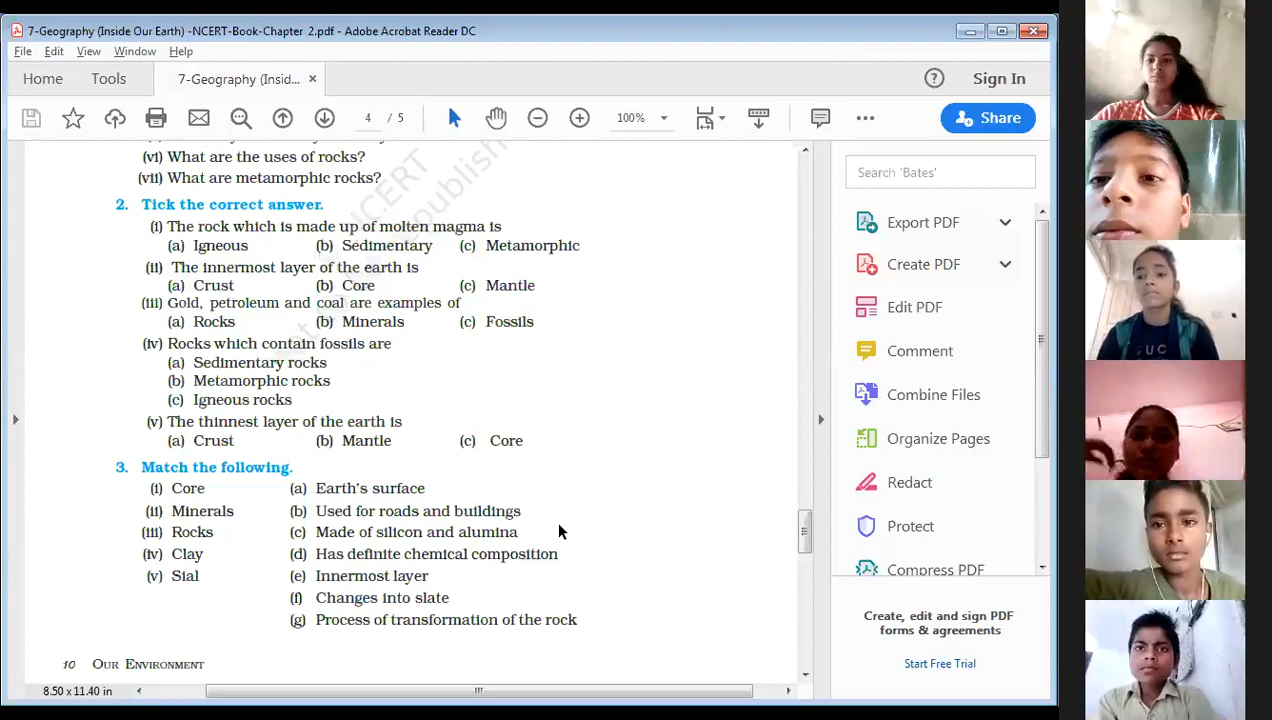 7-Geography (Inside Our Earth) -NCERT-Book-Chapter 2.pdf - Adobe Acrobat Reader DC
File Edit View Window Help
Home Tools 7-Geography (Insid... × Sign In
4 / 5 100% Share
(vi) What are the uses of rocks?
(vii) What are metamorphic rocks?
2. Tick the correct answer.
(i) The rock which is made up of molten magma is
(a) Igneous (b) Sedimentary (c) Metamorphic
(ii) The innermost layer of the earth is
(a) Crust (b) Core (c) Mantle
(iii) Gold, petroleum and coal are examples of
(a) Rocks (b) Minerals (c) Fossils
(iv) Rocks which contain fossils are
(a) Sedimentary rocks
(b) Metamorphic rocks
(c) Igneous rocks
(v) The thinnest layer of the earth is
(a) Crust (b) Mantle (c) Core
3. Match the following.
(i) Core (a) Earth's surface
(ii) Minerals (b) Used for roads and buildings
(iii) Rocks (c) Made of silicon and alumina
(iv) Clay (d) Has definite chemical composition
(v) Sial (e) Innermost layer
(f) Changes into slate
(g) Process of transformation of the rock
10 OUR ENVIRONMENT
8.50 x 11.40 in
Search 'Bates'
Export PDF
Create PDF
Edit PDF
Comment
Combine Files
Organize Pages
Redact
Protect
Compress PDF
Create, edit and sign PDF
forms & agreements
Start Free Trial